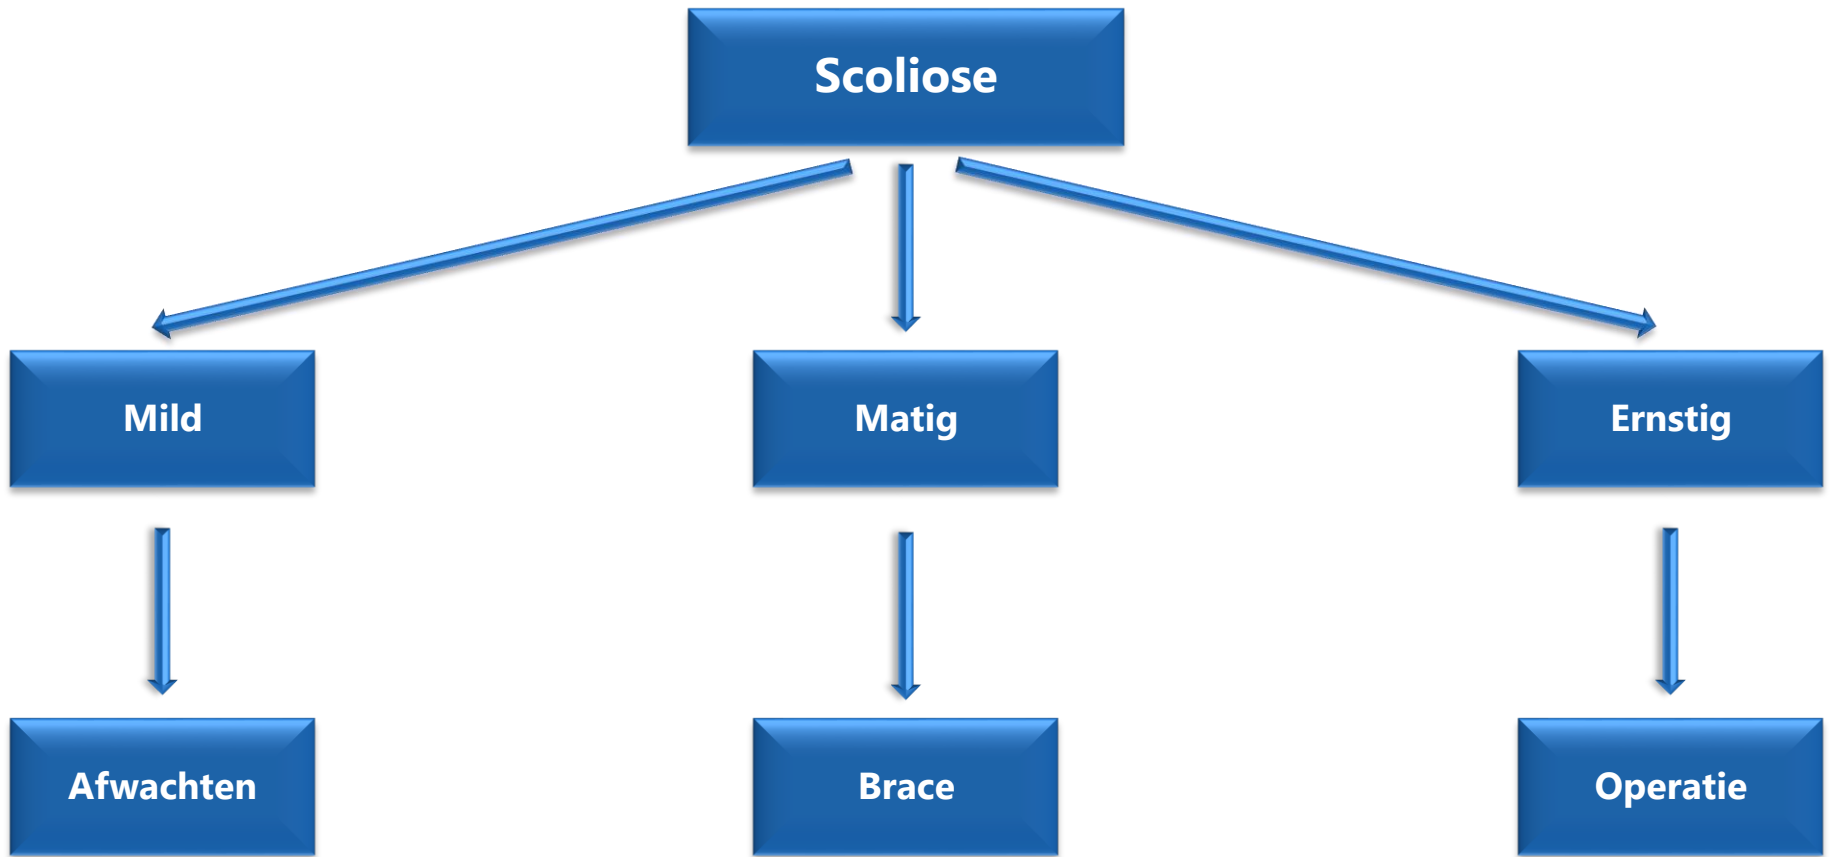 Scoliose
Mild
Matig
Ernstig
Afwachten
Brace
Operatie